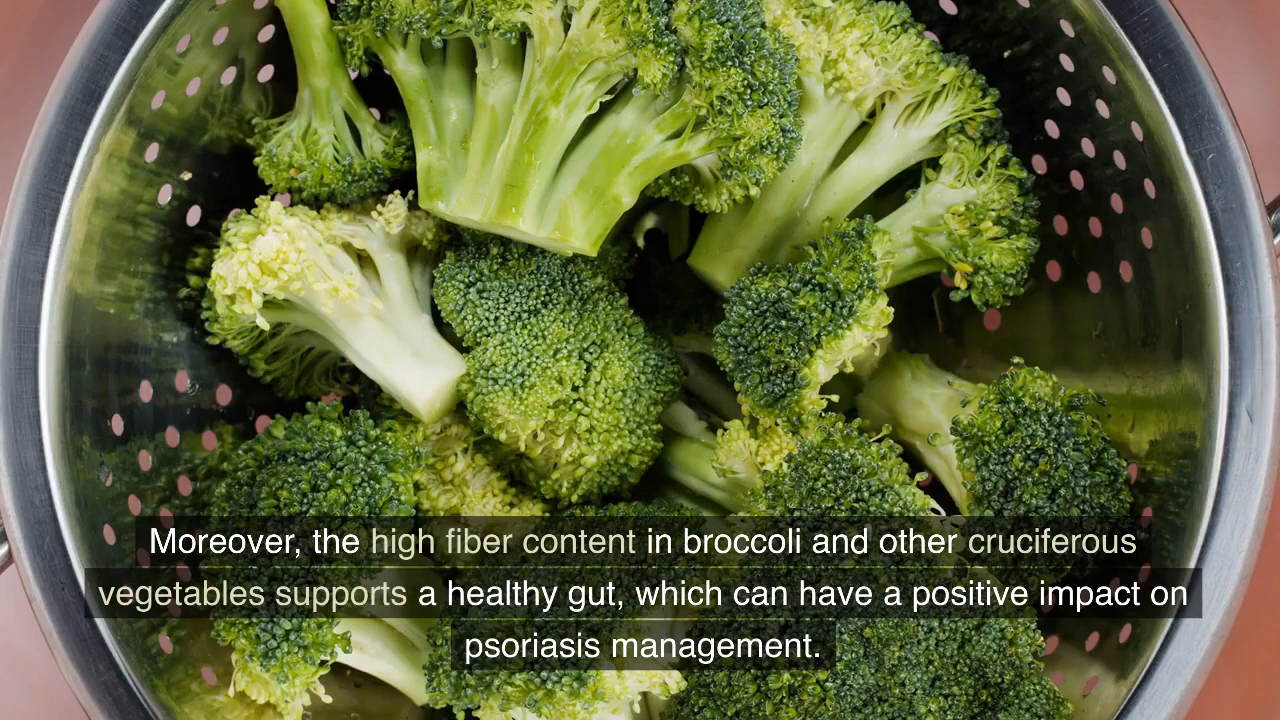 Moreover, the high fiber content in broccoli and other cruciferous
vegetables supports a healthy gut, which can have a positive impact on
psoriasis management.